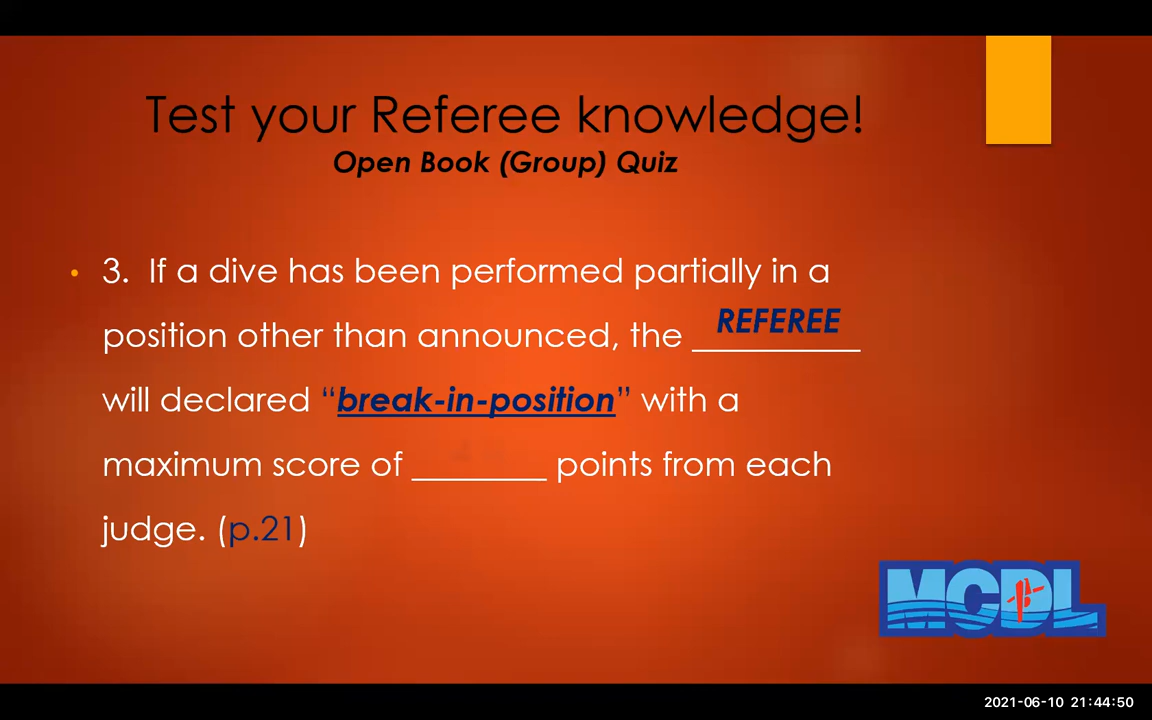 Test your Referee knowledge!
Open Book (Group) Quiz
• 3. If a dive has been performed partially in a
position other than announced, the __________ REFEREE
will declared “break-in-position” with a
maximum score of ________ points from each
judge. (p.21)
MCDL
2021-06-10 21:44:50